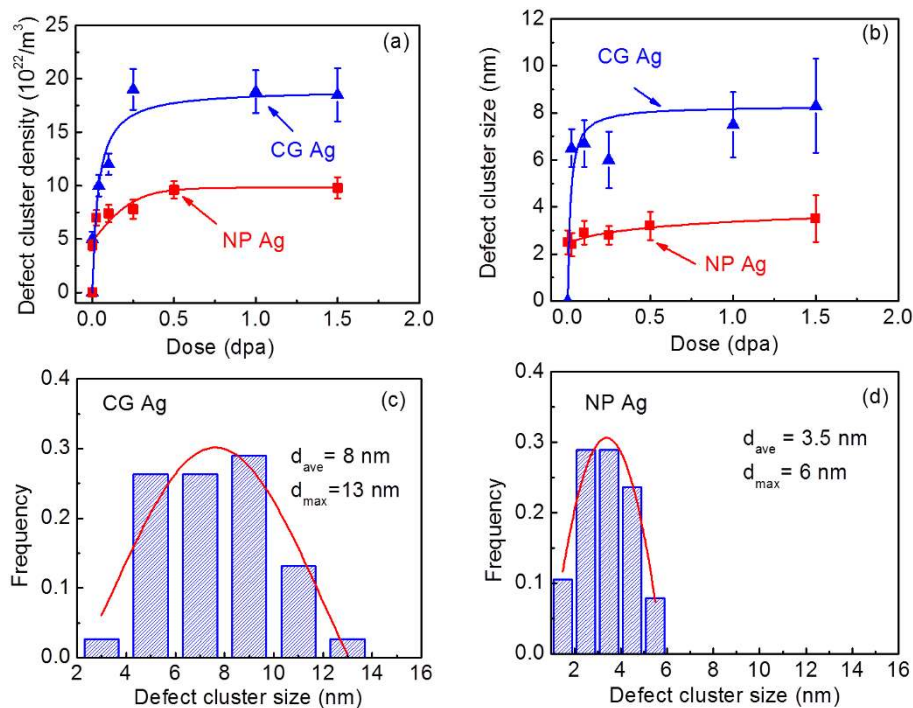 (a)
Defect cluster density (10²²/m³)
25
20
15
10
5
0
CG Ag
NP Ag
0.0 0.5 1.0 1.5 2.0
Dose (dpa)
(b)
Defect cluster size (nm)
12
10
8
6
4
2
0
CG Ag
NP Ag
0.0 0.5 1.0 1.5 2.0
Dose (dpa)
(c)
CG Ag
Frequency
0.4
0.3
0.2
0.1
0.0
d_ave = 8 nm
d_max = 13 nm
2 4 6 8 10 12 14 16
Defect cluster size (nm)
(d)
NP Ag
Frequency
0.4
0.3
0.2
0.1
0.0
d_ave = 3.5 nm
d_max = 6 nm
2 4 6 8 10 12 14 16
Defect cluster size (nm)